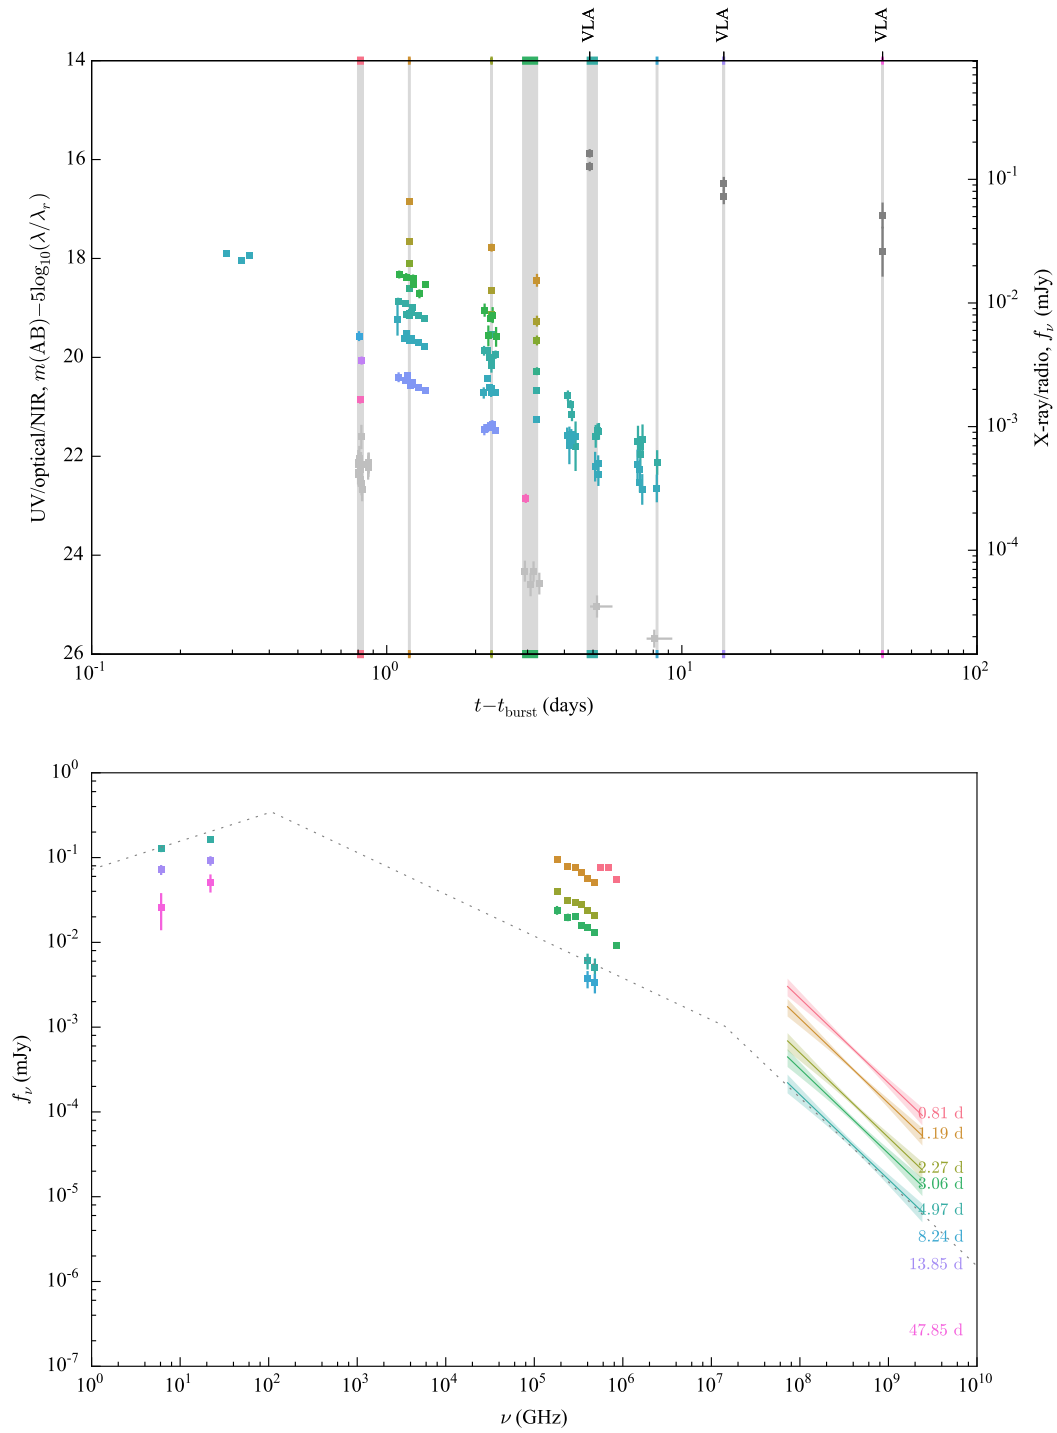 VLA VLA VLA
14
16
18
20
22
24
26
UV/optical/NIR, m(AB)−5log₁₀(λ/λᵣ)
10⁻¹
10⁻²
10⁻³
10⁻⁴
X-ray/radio, f_ν (mJy)
10⁻¹ 10⁰ 10¹ 10²
t−t_burst (days)
10⁰
10⁻¹
10⁻²
10⁻³
10⁻⁴
10⁻⁵
10⁻⁶
10⁻⁷
f_ν (mJy)
0.81 d
1.19 d
2.27 d
3.06 d
4.97 d
8.24 d
13.85 d
47.85 d
10⁰ 10¹ 10² 10³ 10⁴ 10⁵ 10⁶ 10⁷ 10⁸ 10⁹ 10¹⁰
ν (GHz)